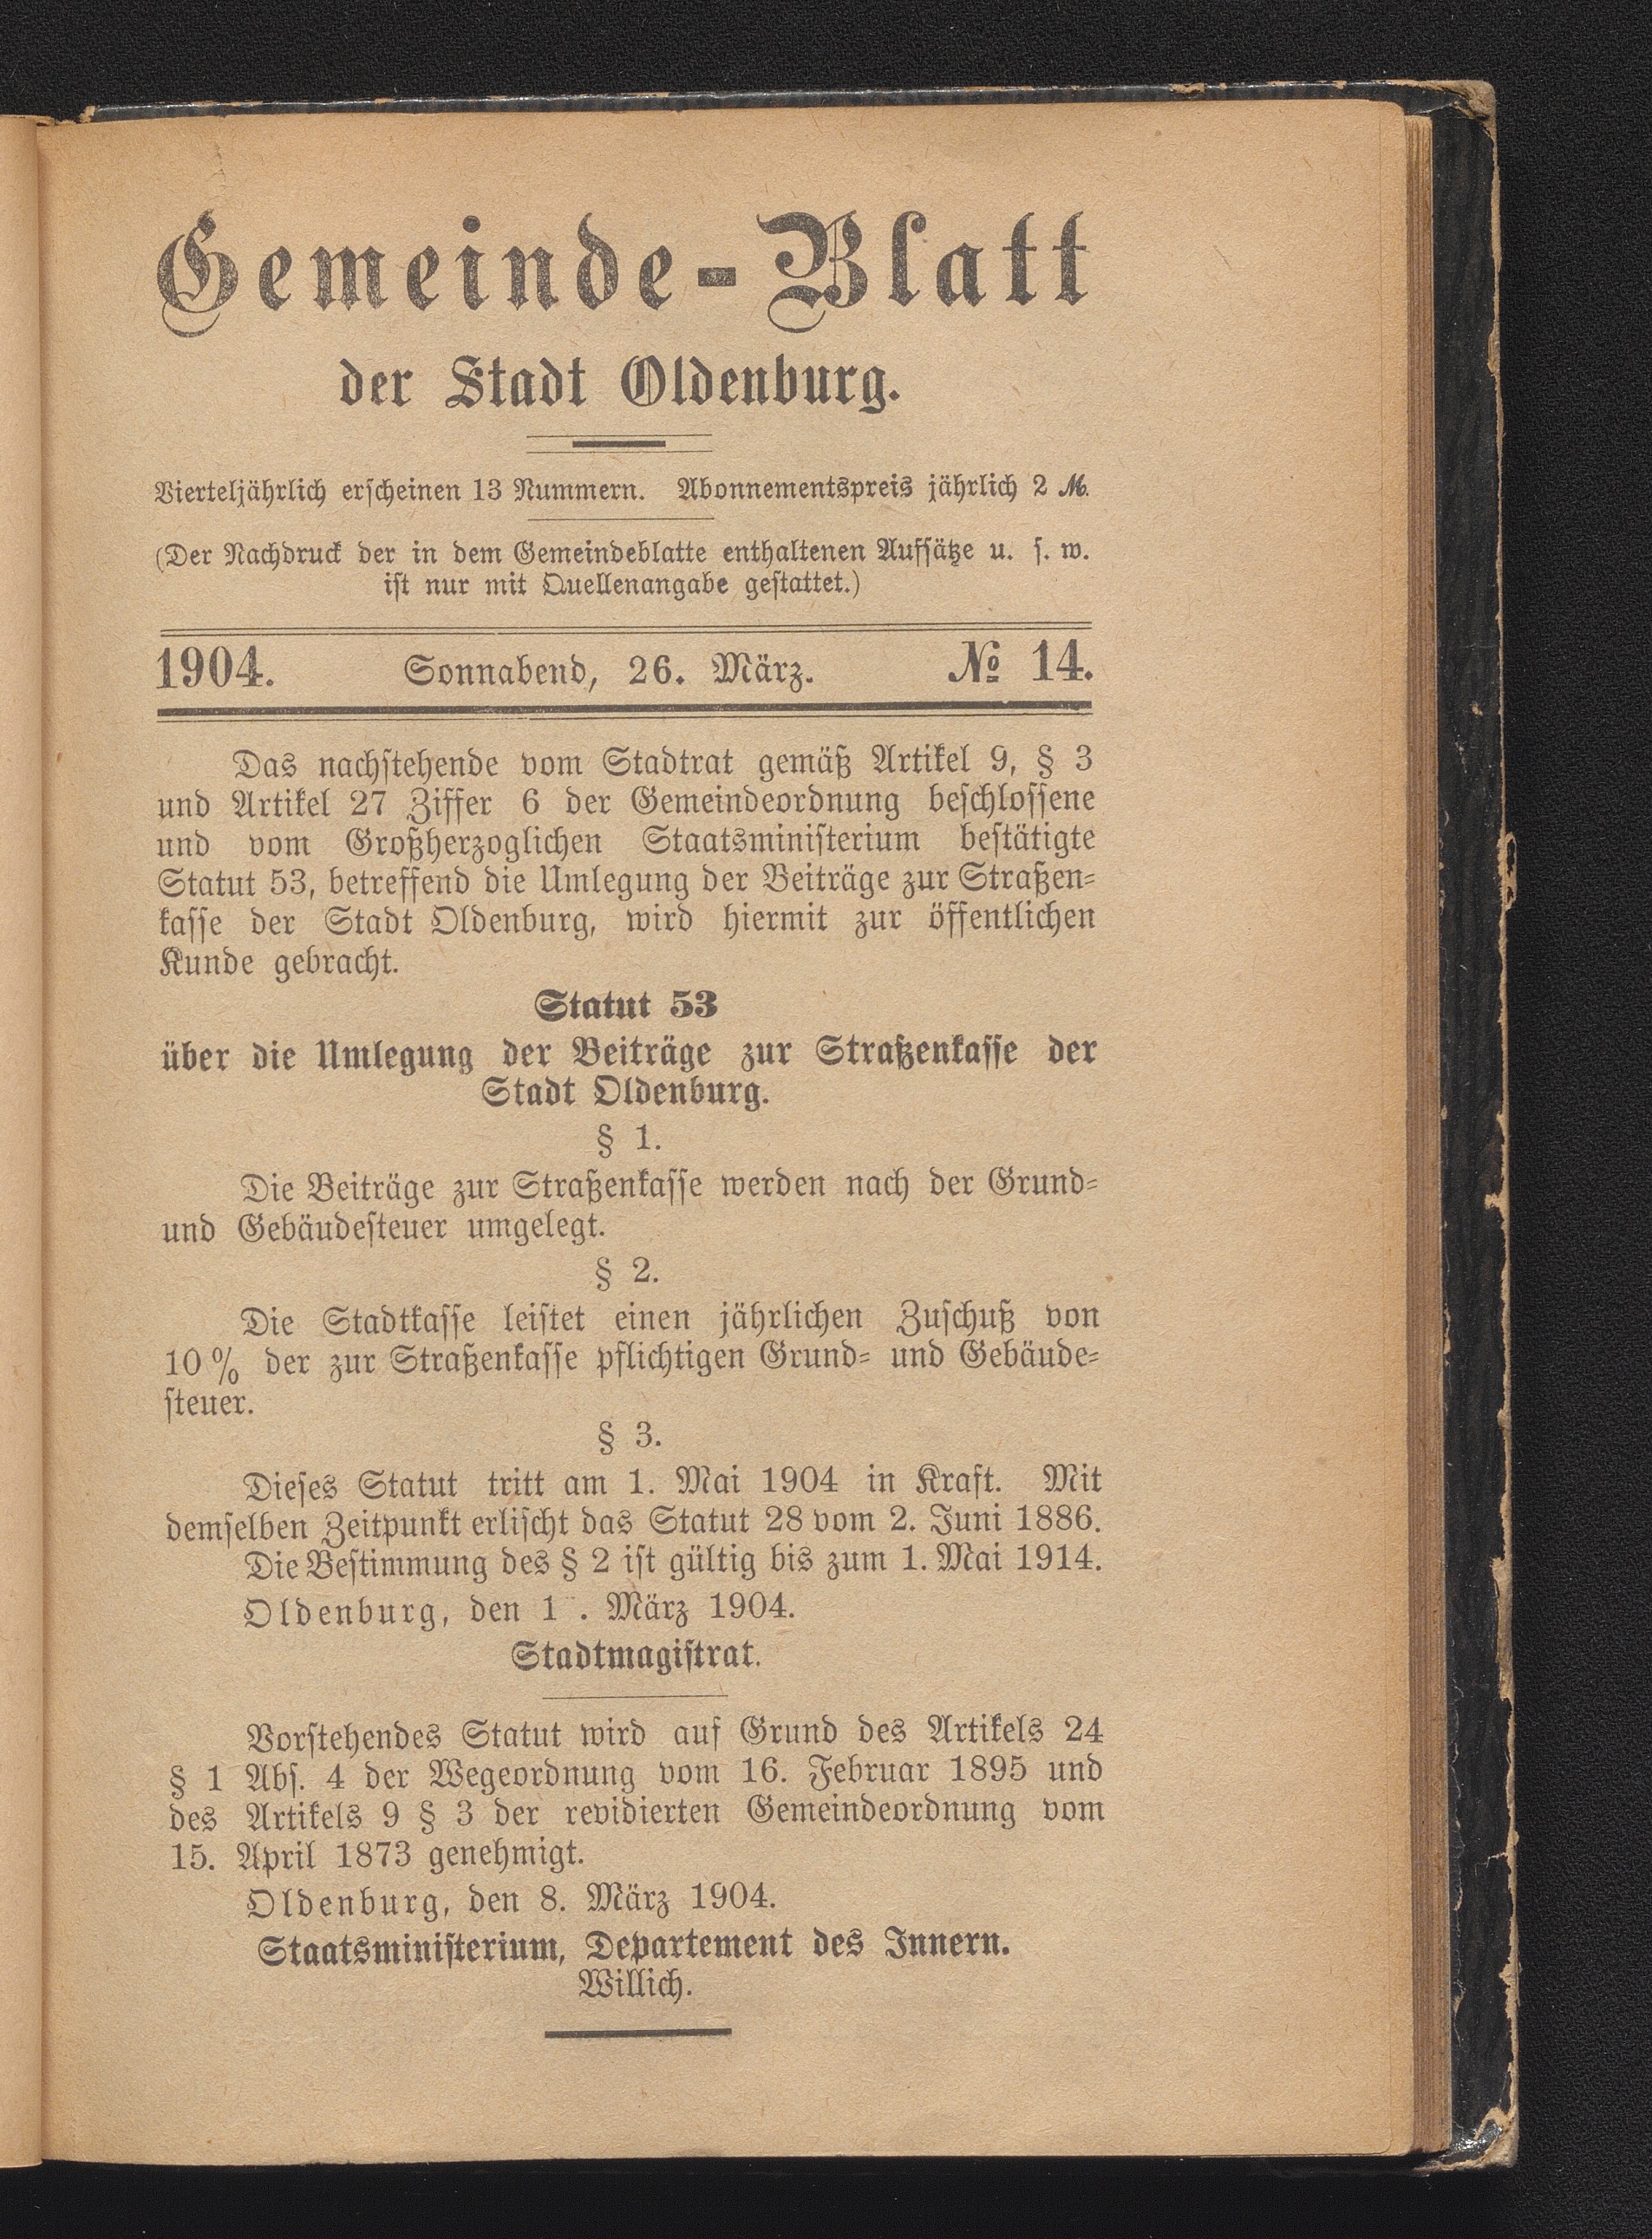 Gemeinde-Blatt
der Stadt Oldenburg.
Vierteljährlich erscheinen 13 Nummern. Abonnementspreis jährlich 2 ℳ.
(Der Nachdruck der in dem Gemeindeblatte enthaltenen Aufsätze u. s. w.
ist nur mit Quellenangabe gestattet.)
1904. Sonnabend, 26. März. № 14.
Das nachstehende vom Stadtrat gemäß Artikel 9, § 3
und Artikel 27 Ziffer 6 der Gemeindeordnung beschlossene
und vom Großherzoglichen Staatsministerium bestätigte
Statut 53, betreffend die Umlegung der Beiträge zur Straßen-
kasse der Stadt Oldenburg, wird hiermit zur öffentlichen
Kunde gebracht.
Statut 53
über die Umlegung der Beiträge zur Straßenkasse der
Stadt Oldenburg.
§ 1.
Die Beiträge zur Straßenkasse werden nach der Grund-
und Gebäudesteuer umgelegt.
§ 2.
Die Stadtkasse leistet einen jährlichen Zuschuß von
10 % der zur Straßenkasse pflichtigen Grund- und Gebäude-
steuer.
§ 3.
Dieses Statut tritt am 1. Mai 1904 in Kraft. Mit
demselben Zeitpunkt erlischt das Statut 28 vom 2. Juni 1886.
Die Bestimmung des § 2 ist gültig bis zum 1. Mai 1914.
Oldenburg, den 1 . März 1904.
Stadtmagistrat.
Vorstehendes Statut wird auf Grund des Artikels 24
§ 1 Abs. 4 der Wegeordnung vom 16. Februar 1895 und
des Artikels 9 § 3 der revidierten Gemeindeordnung vom
15. April 1873 genehmigt.
Oldenburg, den 8. März 1904.
Staatsministerium, Departement des Innern.
Willich.